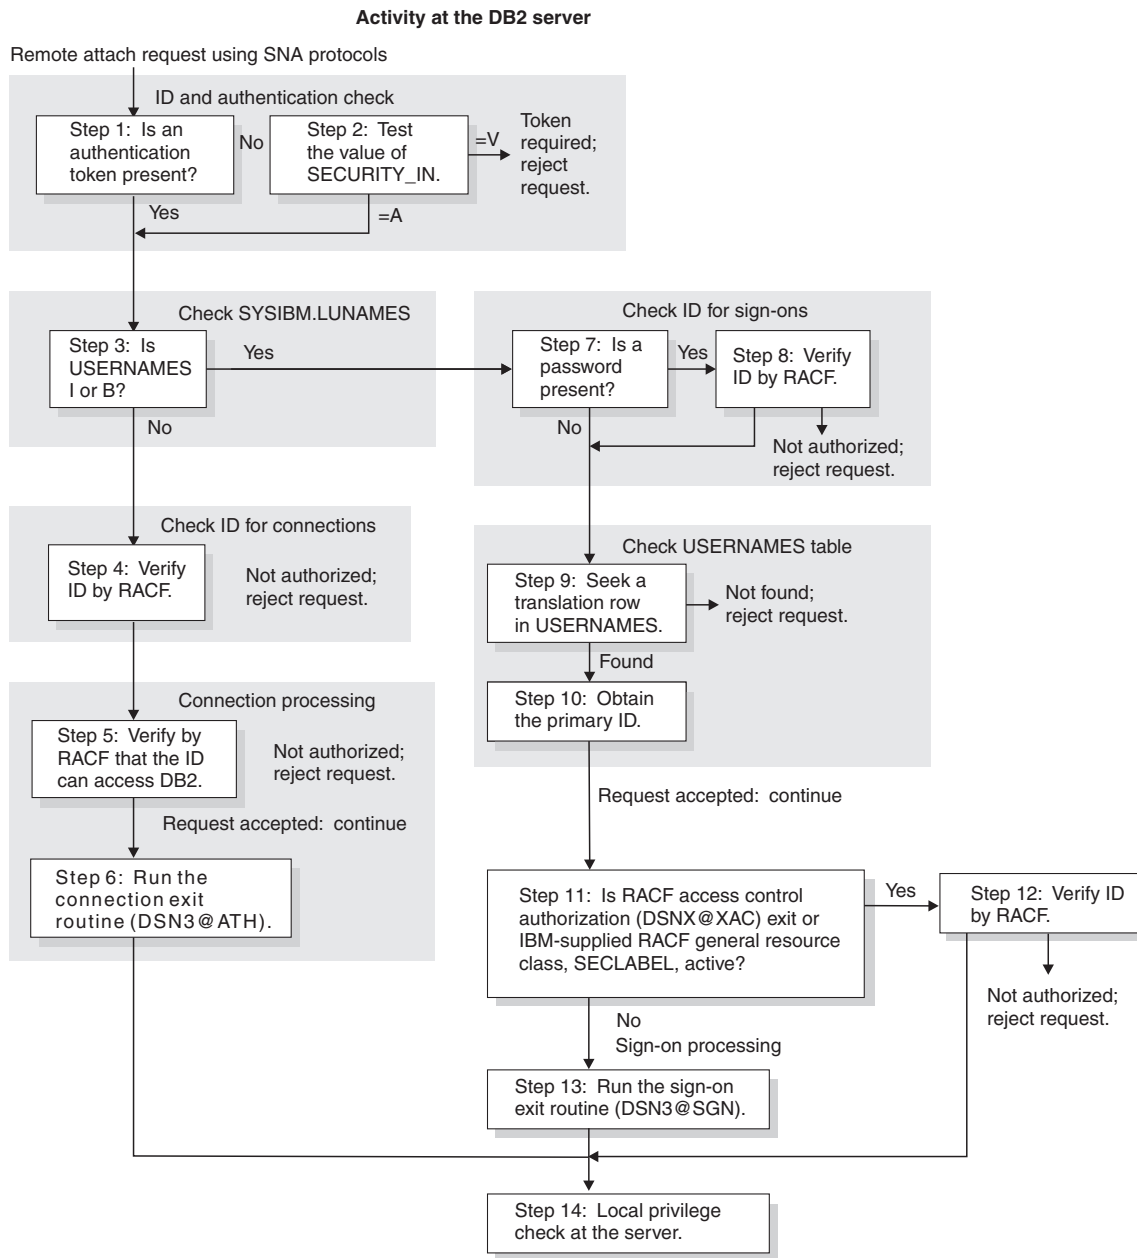 Activity at the DB2 server
Remote attach request using SNA protocols
ID and authentication check
Step 1: Is an
authentication
token present?
No
Step 2: Test
the value of
SECURITY_IN.
=V
Token
required;
reject
request.
Yes
=A
Check SYSIBM.LUNAMES
Step 3: Is
USERNAMES
I or B?
Yes
No
Check ID for sign-ons
Step 7: Is a
password
present?
Yes
Step 8: Verify
ID by RACF.
No
Not authorized;
reject request.
Check ID for connections
Step 4: Verify
ID by RACF.
Not authorized;
reject request.
Check USERNAMES table
Step 9: Seek a
translation row
in USERNAMES.
Not found;
reject request.
Found
Step 10: Obtain
the primary ID.
Connection processing
Step 5: Verify by
RACF that the ID
can access DB2.
Not authorized;
reject request.
Request accepted: continue
Step 6: Run the
connection exit
routine (DSN3@ATH).
Request accepted: continue
Step 11: Is RACF access control
authorization (DSNX@XAC) exit or
IBM-supplied RACF general resource
class, SECLABEL, active?
Yes
Step 12: Verify ID
by RACF.
Not authorized;
reject request.
No
Sign-on processing
Step 13: Run the sign-on
exit routine (DSN3@SGN).
Step 14: Local privilege
check at the server.